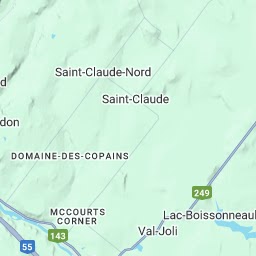 Saint-Claude-Nord
Saint-Claude
DOMAINE-DES-COPAINS
249
MCCOURTS
CORNER
Lac-Boissonneaul
143
Val-Joli
55